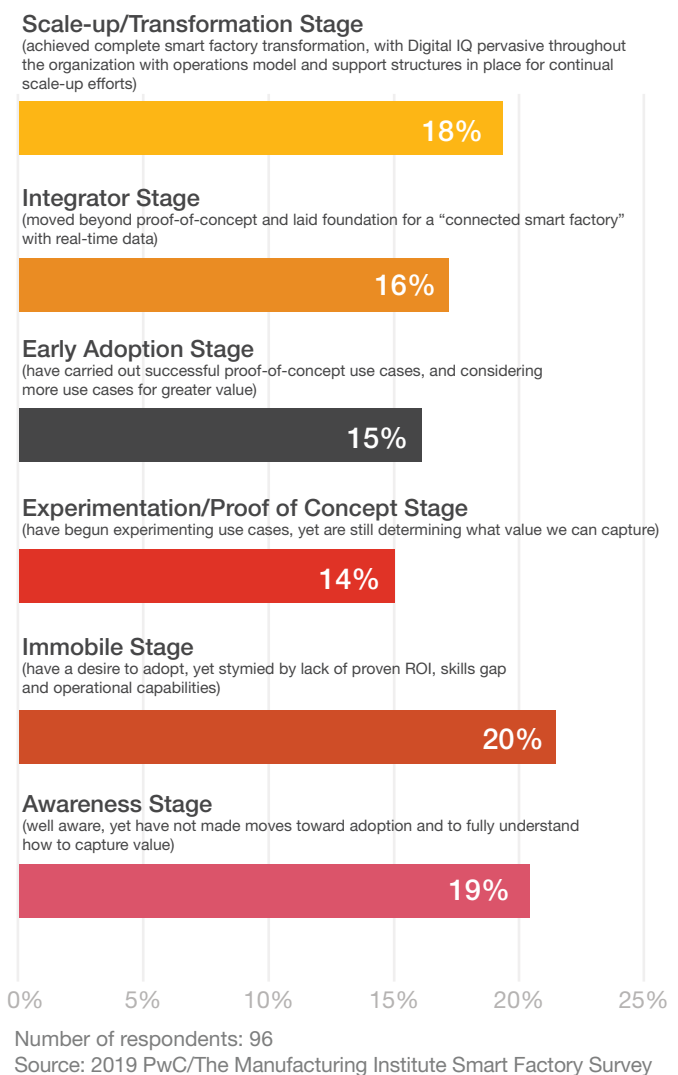 Scale-up/Transformation Stage
(achieved complete smart factory transformation, with Digital IQ pervasive throughout
the organization with operations model and support structures in place for continual
scale-up efforts)
18%
Integrator Stage
(moved beyond proof-of-concept and laid foundation for a “connected smart factory”
with real-time data)
16%
Early Adoption Stage
(have carried out successful proof-of-concept use cases, and considering
more use cases for greater value)
15%
Experimentation/Proof of Concept Stage
(have begun experimenting use cases, yet are still determining what value we can capture)
14%
Immobile Stage
(have a desire to adopt, yet stymied by lack of proven ROI, skills gap
and operational capabilities)
20%
Awareness Stage
(well aware, yet have not made moves toward adoption and to fully understand
how to capture value)
19%
0% 5% 10% 15% 20% 25%
Number of respondents: 96
Source: 2019 PwC/The Manufacturing Institute Smart Factory Survey